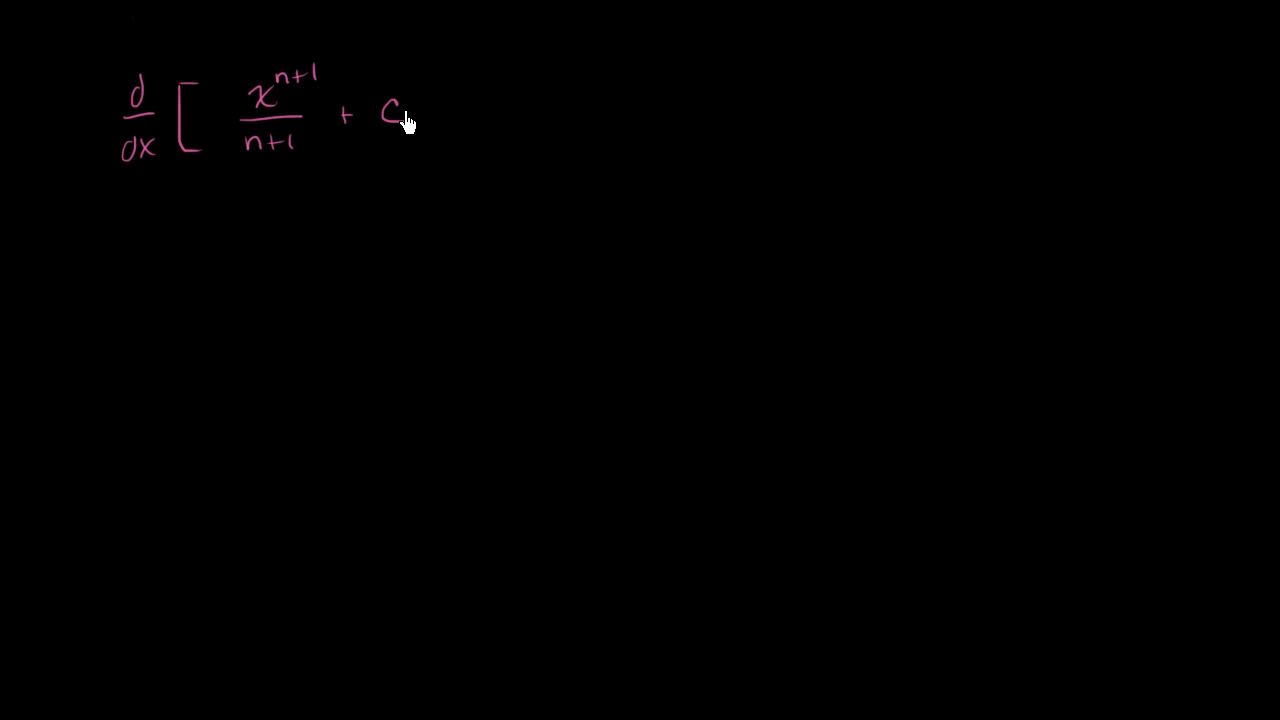 d/dx [ x^{n+1}/(n+1) + C